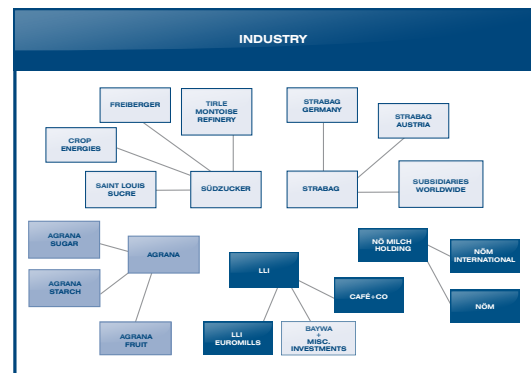 INDUSTRY
FREIBERGER
TIRLE
MONTOISE
REFINERY
STRABAG
GERMANY
STRABAG
AUSTRIA
CROP
ENERGIES
SAINT LOUIS
SUCRE
SÜDZUCKER
STRABAG
SUBSIDIARIES
WORLDWIDE
AGRANA
SUGAR
AGRANA
NÖ MILCH
HOLDING
NÖM
INTERNATIONAL
LLI
AGRANA
STARCH
CAFÉ+CO
NÖM
AGRANA
FRUIT
LLI
EUROMILLS
BAYWA
+
MISC.
INVESTMENTS